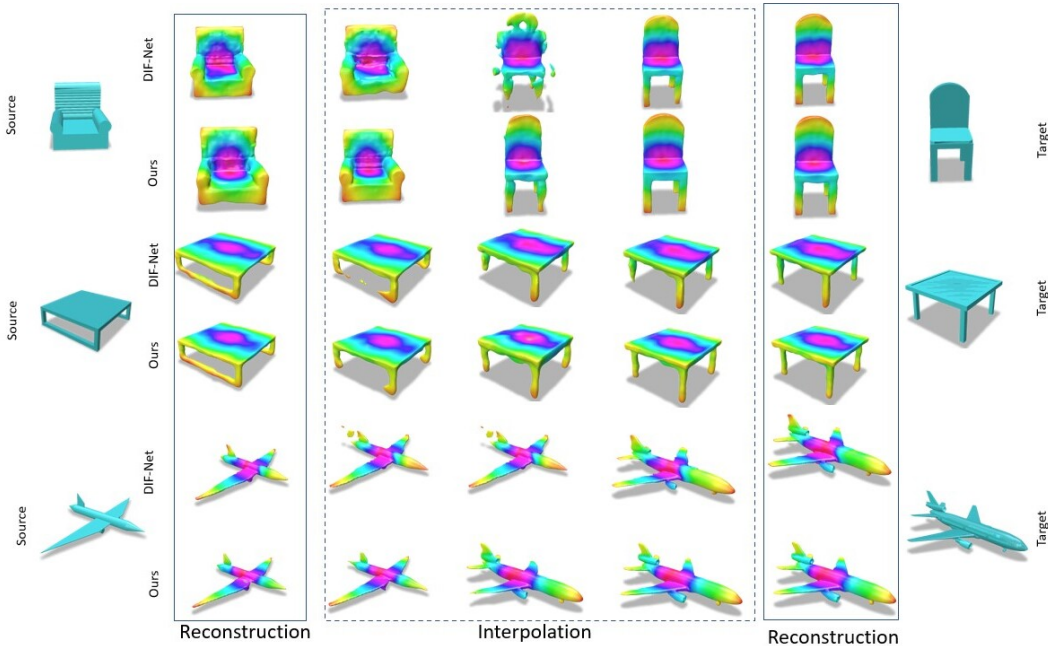 DIF-Net
Source
Target
Ours
DIF-Net
Source
Target
Ours
DIF-Net
Source
Target
Ours
Reconstruction
Interpolation
Reconstruction